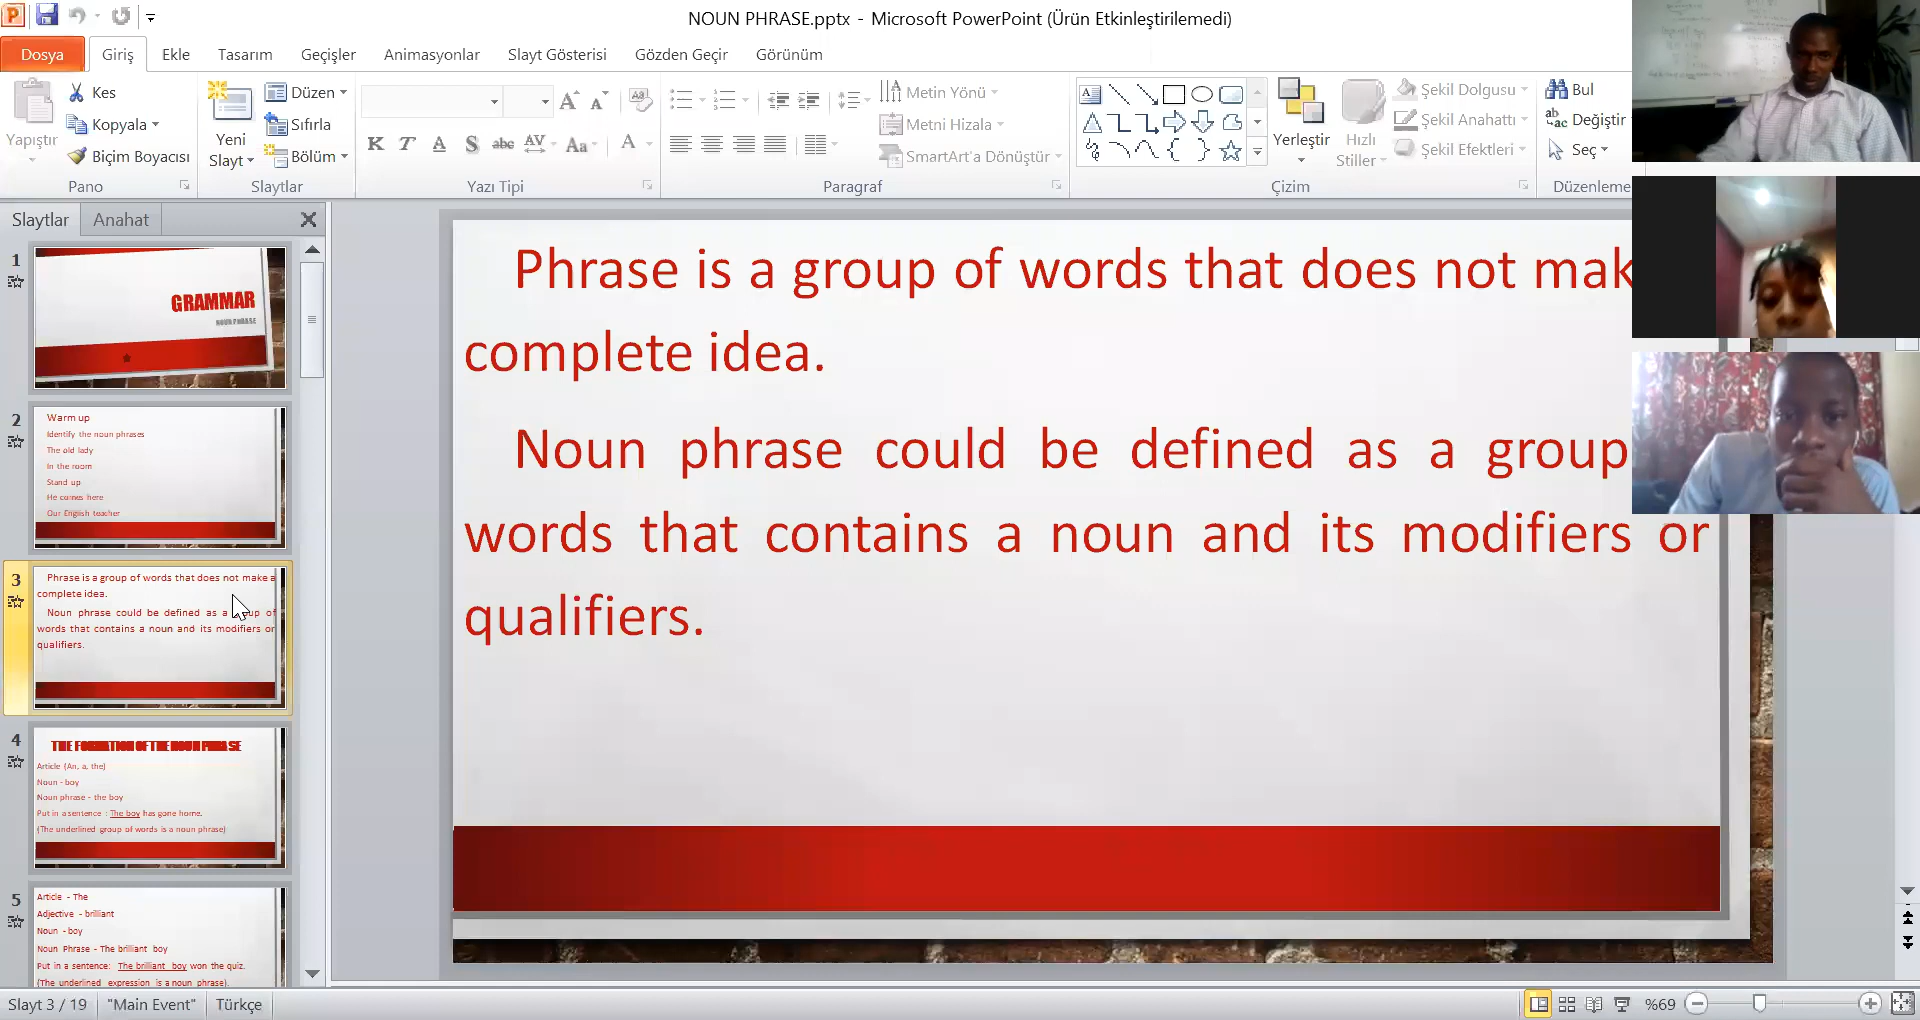 NOUN PHRASE.pptx - Microsoft PowerPoint (Ürün Etkinleştirilemedi)
Dosya Giriş Ekle Tasarım Geçişler Animasyonlar Slayt Gösterisi Gözden Geçir Görünüm
Yapıştır
Kes
Kopyala
Biçim Boyacısı
Pano
Yeni Slayt
Düzen
Sıfırla
Bölüm
Slaytlar
K T A S abc AV Aa A
Yazı Tipi
Metin Yönü
Metni Hizala
SmartArt'a Dönüştür
Paragraf
Yerleştir
Hızlı Stiller
Şekil Dolgusu
Şekil Anahattı
Şekil Efektleri
Çizim
Bul
Değiştir
Seç
Düzenleme
Slaytlar Anahat
1
GRAMMAR
NOUN PHRASE
2
Warm up
Identify the noun phrases
The old lady
In the room
Stand up
He comes here
Our English teacher
3
Phrase is a group of words that does not make a
complete idea.
Noun phrase could be defined as a group of
words that contains a noun and its modifiers or
qualifiers.
4
THE FORMATION OF THE NOUN PHRASE
Article (An, a, the)
Noun - boy
Noun phrase - the boy
Put in a sentence : The boy has gone home.
(The underlined group of words is a noun phrase)
5
Article - The
Adjective - brilliant
Noun - boy
Noun Phrase - The brilliant boy
Put in a sentence: The brilliant boy won the quiz.
(The underlined expression is a noun phrase).
Phrase is a group of words that does not mak
complete idea.
Noun phrase could be defined as a group
words that contains a noun and its modifiers or
qualifiers.
Slayt 3 / 19 "Main Event" Türkçe %69